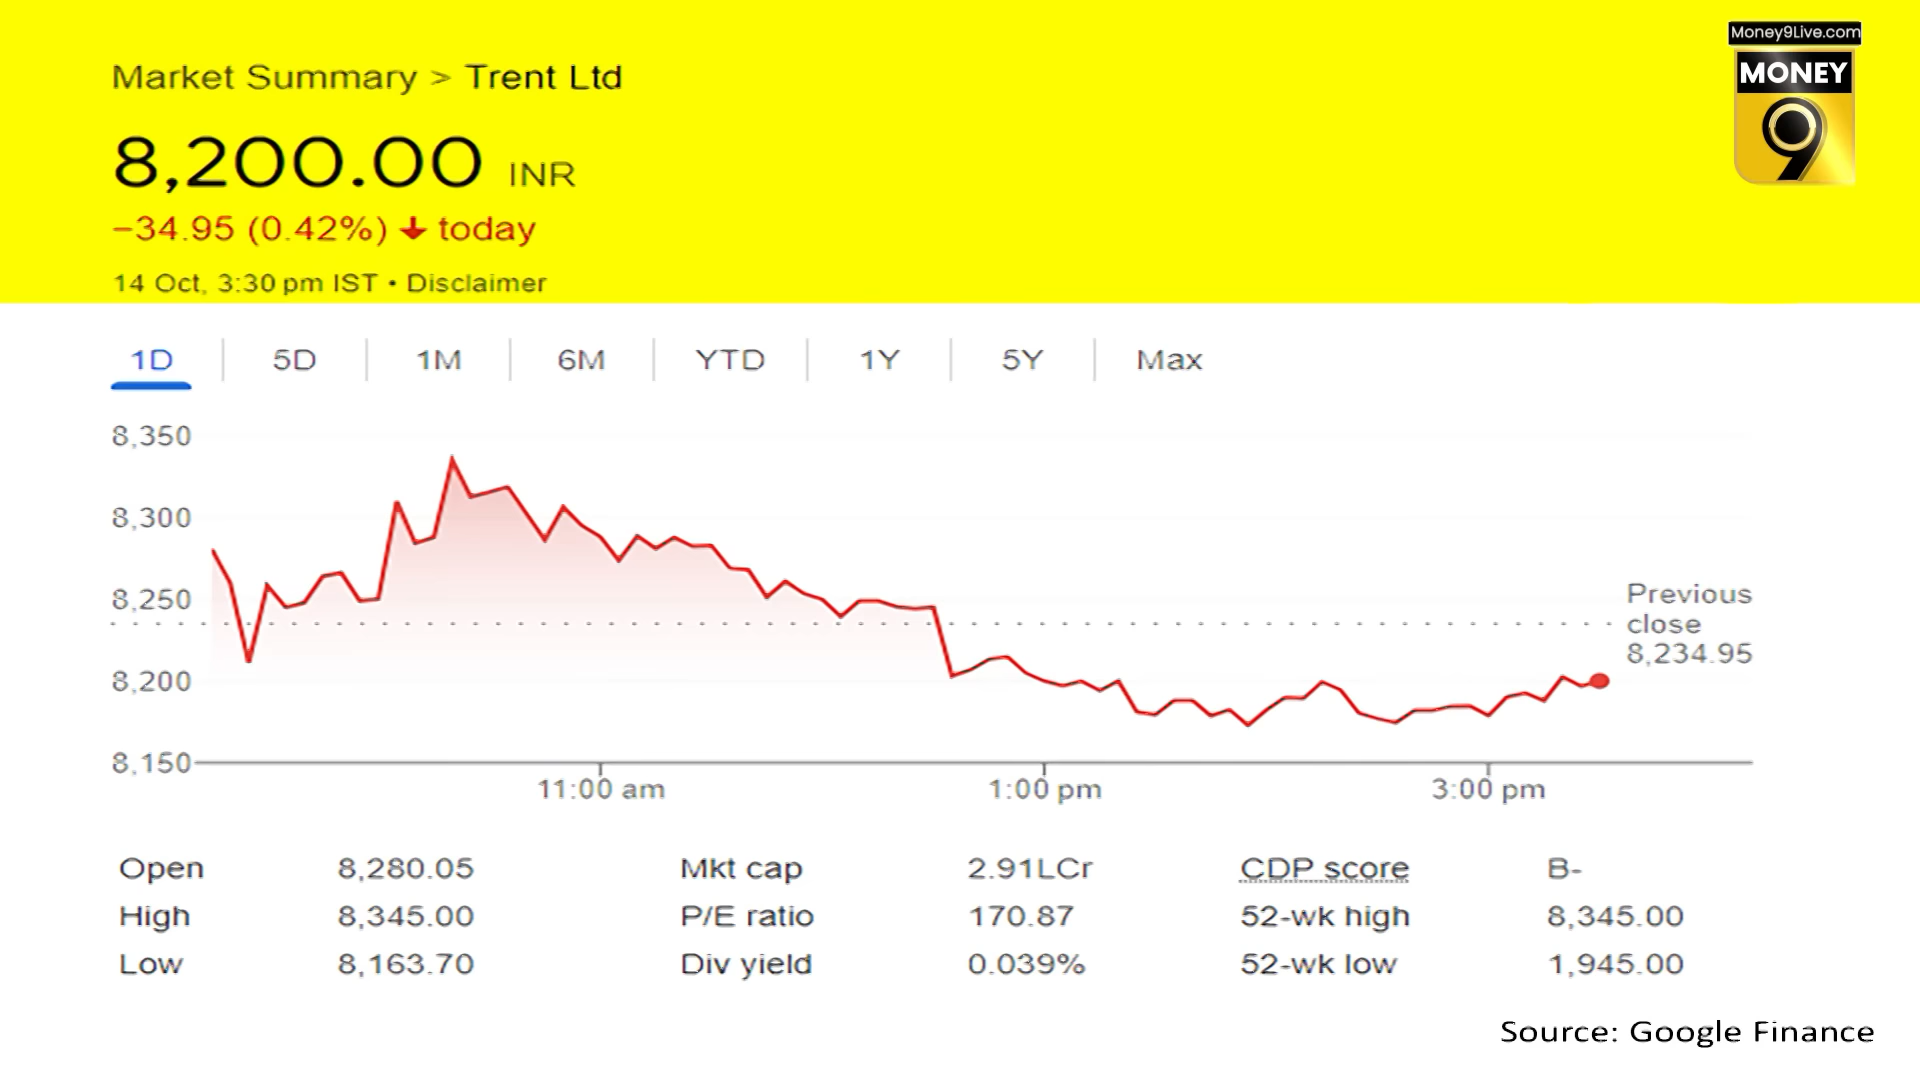 Money9Live.com
MONEY
9
Market Summary > Trent Ltd
8,200.00 INR
−34.95 (0.42%) ↓ today
14 Oct, 3:30 pm IST • Disclaimer
1D 5D 1M 6M YTD 1Y 5Y Max
8,350
8,300
8,250
8,200
8,150
Previous
close
8,234.95
11:00 am 1:00 pm 3:00 pm
Open 8,280.05 Mkt cap 2.91LCr CDP score B-
High 8,345.00 P/E ratio 170.87 52-wk high 8,345.00
Low 8,163.70 Div yield 0.039% 52-wk low 1,945.00
Source: Google Finance